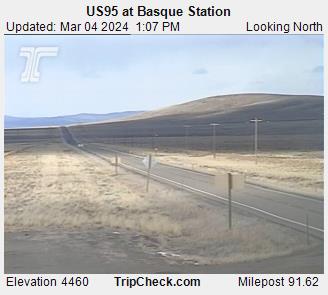 US95 at Basque Station
Updated: Mar 04 2024 1:07 PM Looking North
Elevation 4460 TripCheck.com Milepost 91.62